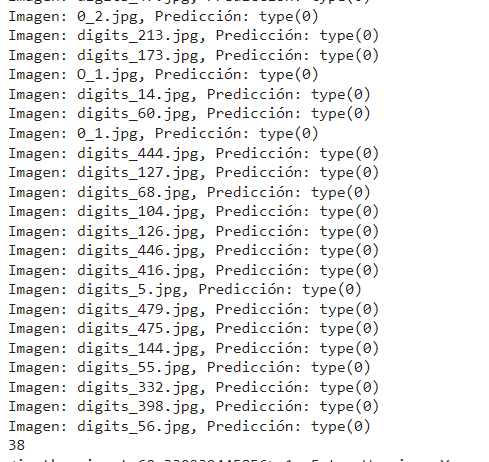 Imagen: 0_2.jpg, Predicción: type(0)
Imagen: digits_213.jpg, Predicción: type(0)
Imagen: digits_173.jpg, Predicción: type(0)
Imagen: O_1.jpg, Predicción: type(0)
Imagen: digits_14.jpg, Predicción: type(0)
Imagen: digits_60.jpg, Predicción: type(0)
Imagen: 0_1.jpg, Predicción: type(0)
Imagen: digits_444.jpg, Predicción: type(0)
Imagen: digits_127.jpg, Predicción: type(0)
Imagen: digits_68.jpg, Predicción: type(0)
Imagen: digits_104.jpg, Predicción: type(0)
Imagen: digits_126.jpg, Predicción: type(0)
Imagen: digits_446.jpg, Predicción: type(0)
Imagen: digits_416.jpg, Predicción: type(0)
Imagen: digits_5.jpg, Predicción: type(0)
Imagen: digits_479.jpg, Predicción: type(0)
Imagen: digits_475.jpg, Predicción: type(0)
Imagen: digits_144.jpg, Predicción: type(0)
Imagen: digits_55.jpg, Predicción: type(0)
Imagen: digits_332.jpg, Predicción: type(0)
Imagen: digits_398.jpg, Predicción: type(0)
Imagen: digits_56.jpg, Predicción: type(0)
38